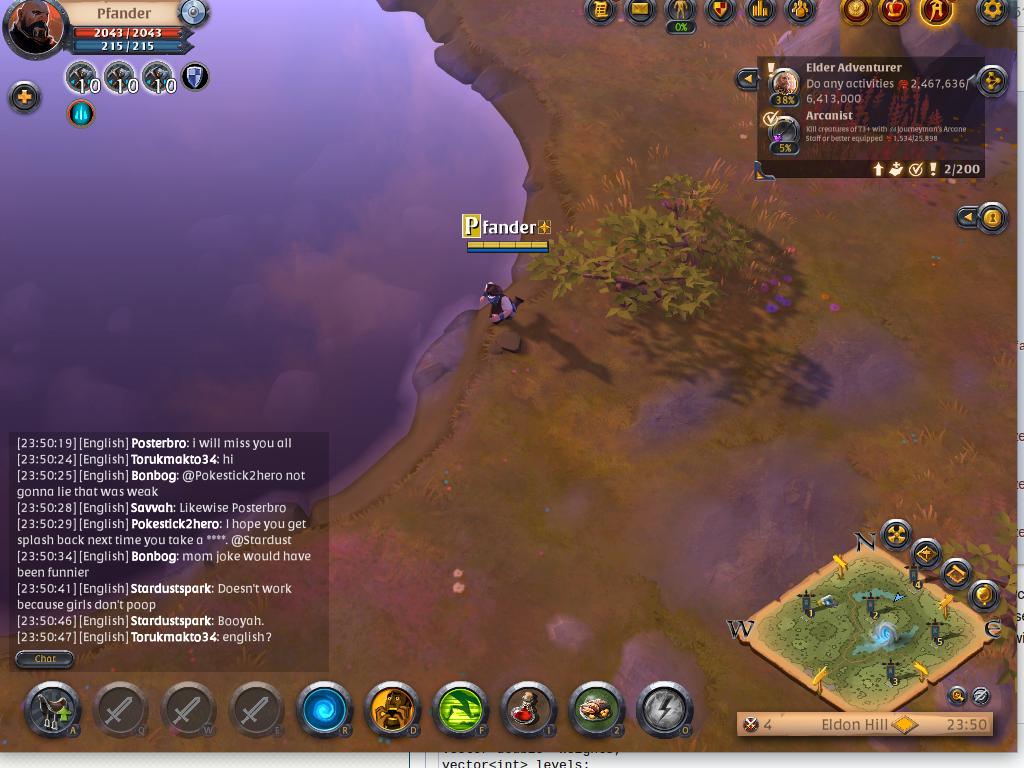 Pfander
2043 / 2043
215 / 215
0%
10 10 10
Elder Adventurer
Do any activities 2,467,636/
6,413,000
38%
Arcanist
Kill creatures of T3+ with Journeyman's Arcane
Staff or better equipped 1,534/25,898
5%
2/200
Pfander
[23:50:19] [English] Posterbro: i will miss you all
[23:50:24] [English] Torukmakto34: hi
[23:50:25] [English] Bonbog: @Pokestick2hero not
gonna lie that was weak
[23:50:28] [English] Savvah: Likewise Posterbro
[23:50:29] [English] Pokestick2hero: I hope you get
splash back next time you take a ****. @Stardust
[23:50:34] [English] Bonbog: mom joke would have
been funnier
[23:50:41] [English] Stardustspark: Doesn't work
because girls don't poop
[23:50:46] [English] Stardustspark: Booyah.
[23:50:47] [English] Torukmakto34: english?
Chat
N
W
E
1
2
3
4
5
A Q W E R D F 1 2 O
4 Eldon Hill 23:50
vector<int> levels;